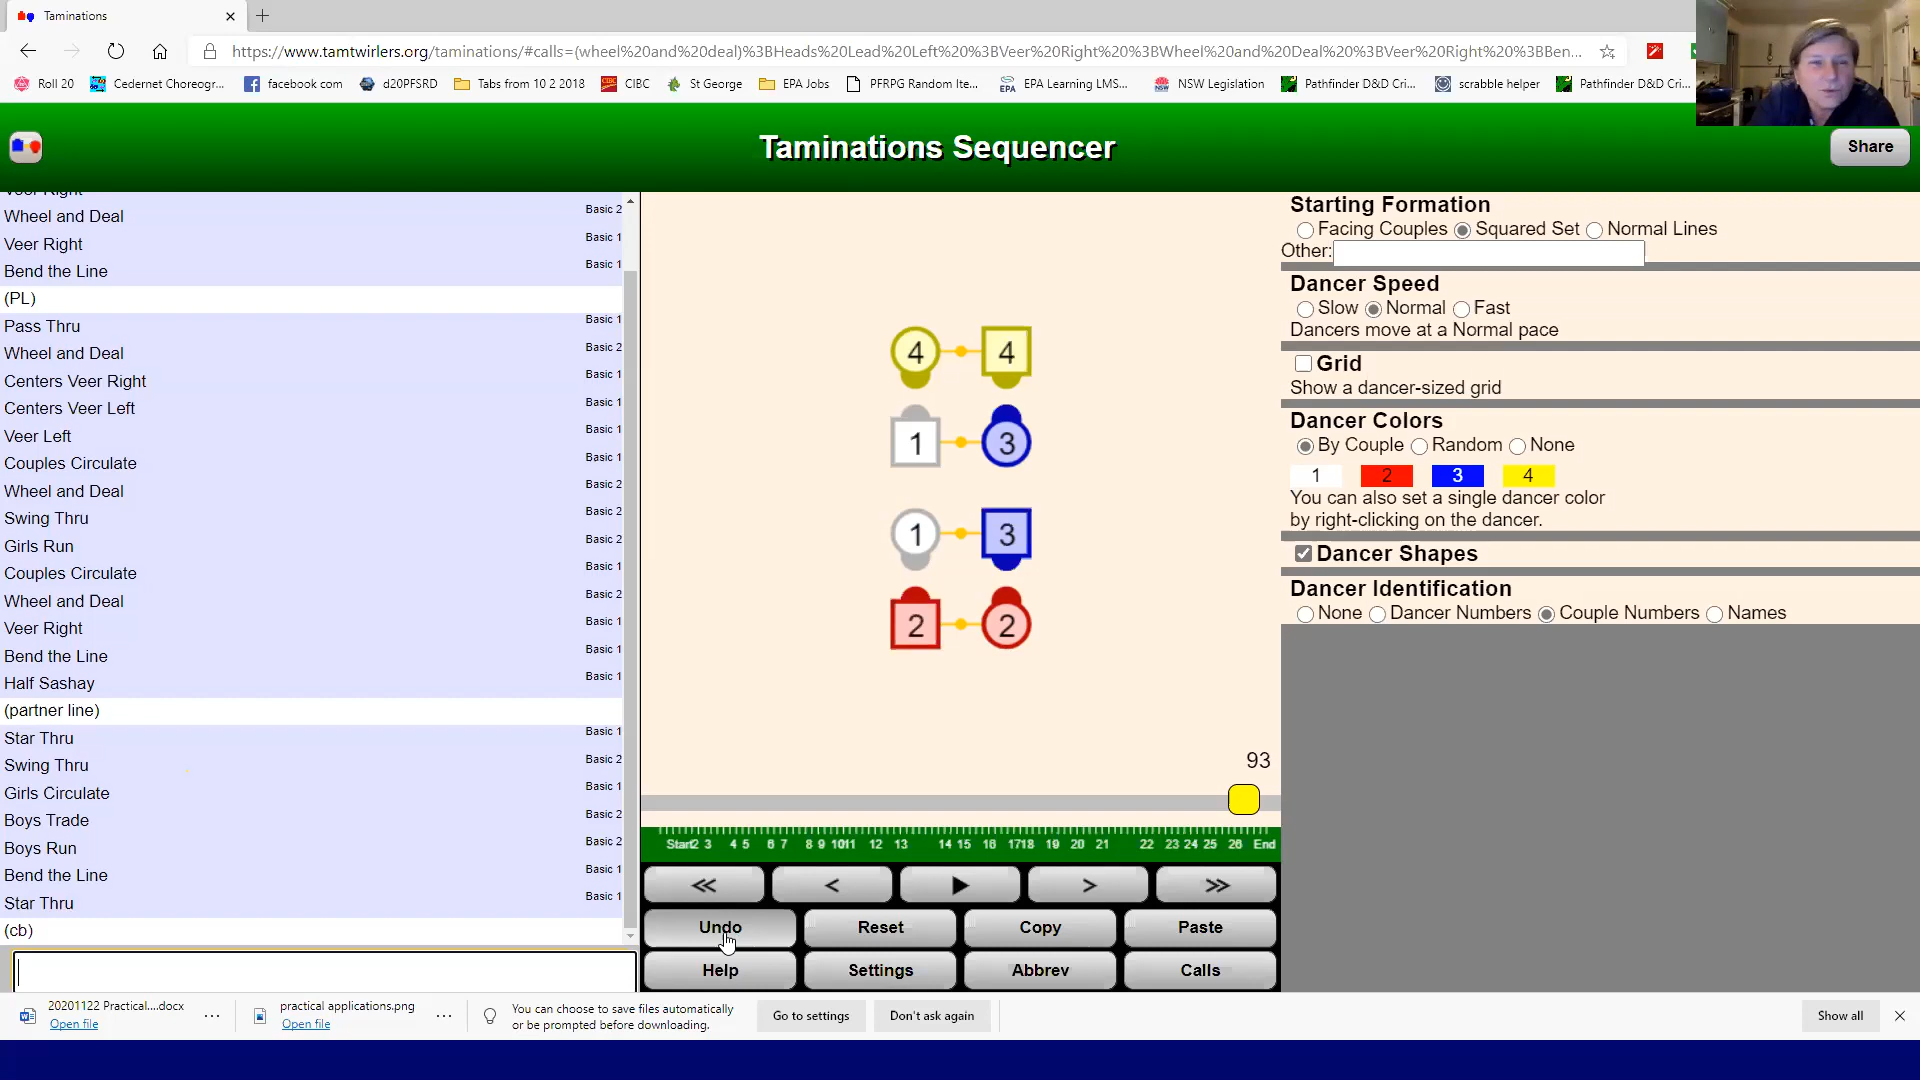 Taminations
https://www.tamtwirlers.org/taminations/#calls=(wheel%20and%20deal)%3BHeads%20Lead%20Left%20%3BVeer%20Right%20%3BWheel%20and%20Deal%20%3BVeer%20Right%20%3BBen...
Roll 20
Cedernet Choreogr...
facebook com
d20PFSRD
Tabs from 10 2 2018
CIBC
St George
EPA Jobs
PFRPG Random Ite...
EPA Learning LMS...
NSW Legislation
Pathfinder D&D Cri...
scrabble helper
Pathfinder D&D Cri...
Taminations Sequencer
Share
Veer Right
Wheel and Deal Basic 2
Veer Right Basic 1
Bend the Line Basic 1
(PL)
Pass Thru Basic 1
Wheel and Deal Basic 2
Centers Veer Right Basic 1
Centers Veer Left Basic 1
Veer Left Basic 1
Couples Circulate Basic 1
Wheel and Deal Basic 2
Swing Thru Basic 2
Girls Run Basic 2
Couples Circulate Basic 1
Wheel and Deal Basic 2
Veer Right Basic 1
Bend the Line Basic 1
Half Sashay Basic 1
(partner line)
Star Thru Basic 1
Swing Thru Basic 2
Girls Circulate Basic 1
Boys Trade Basic 2
Boys Run Basic 2
Bend the Line Basic 1
Star Thru Basic 1
(cb)
4 4
1 3
1 3
2 2
93
Start 2 3 4 5 6 7 8 9 10 11 12 13 14 15 16 17 18 19 20 21 22 23 24 25 26 End
<< < > >>
Undo Reset Copy Paste
Help Settings Abbrev Calls
Starting Formation
Facing Couples Squared Set Normal Lines
Other:
Dancer Speed
Slow Normal Fast
Dancers move at a Normal pace
Grid
Show a dancer-sized grid
Dancer Colors
By Couple Random None
1 2 3 4
You can also set a single dancer color
by right-clicking on the dancer.
Dancer Shapes
Dancer Identification
None Dancer Numbers Couple Numbers Names
20201122 Practical....docx
Open file
practical applications.png
Open file
You can choose to save files automatically
or be prompted before downloading.
Go to settings
Don't ask again
Show all